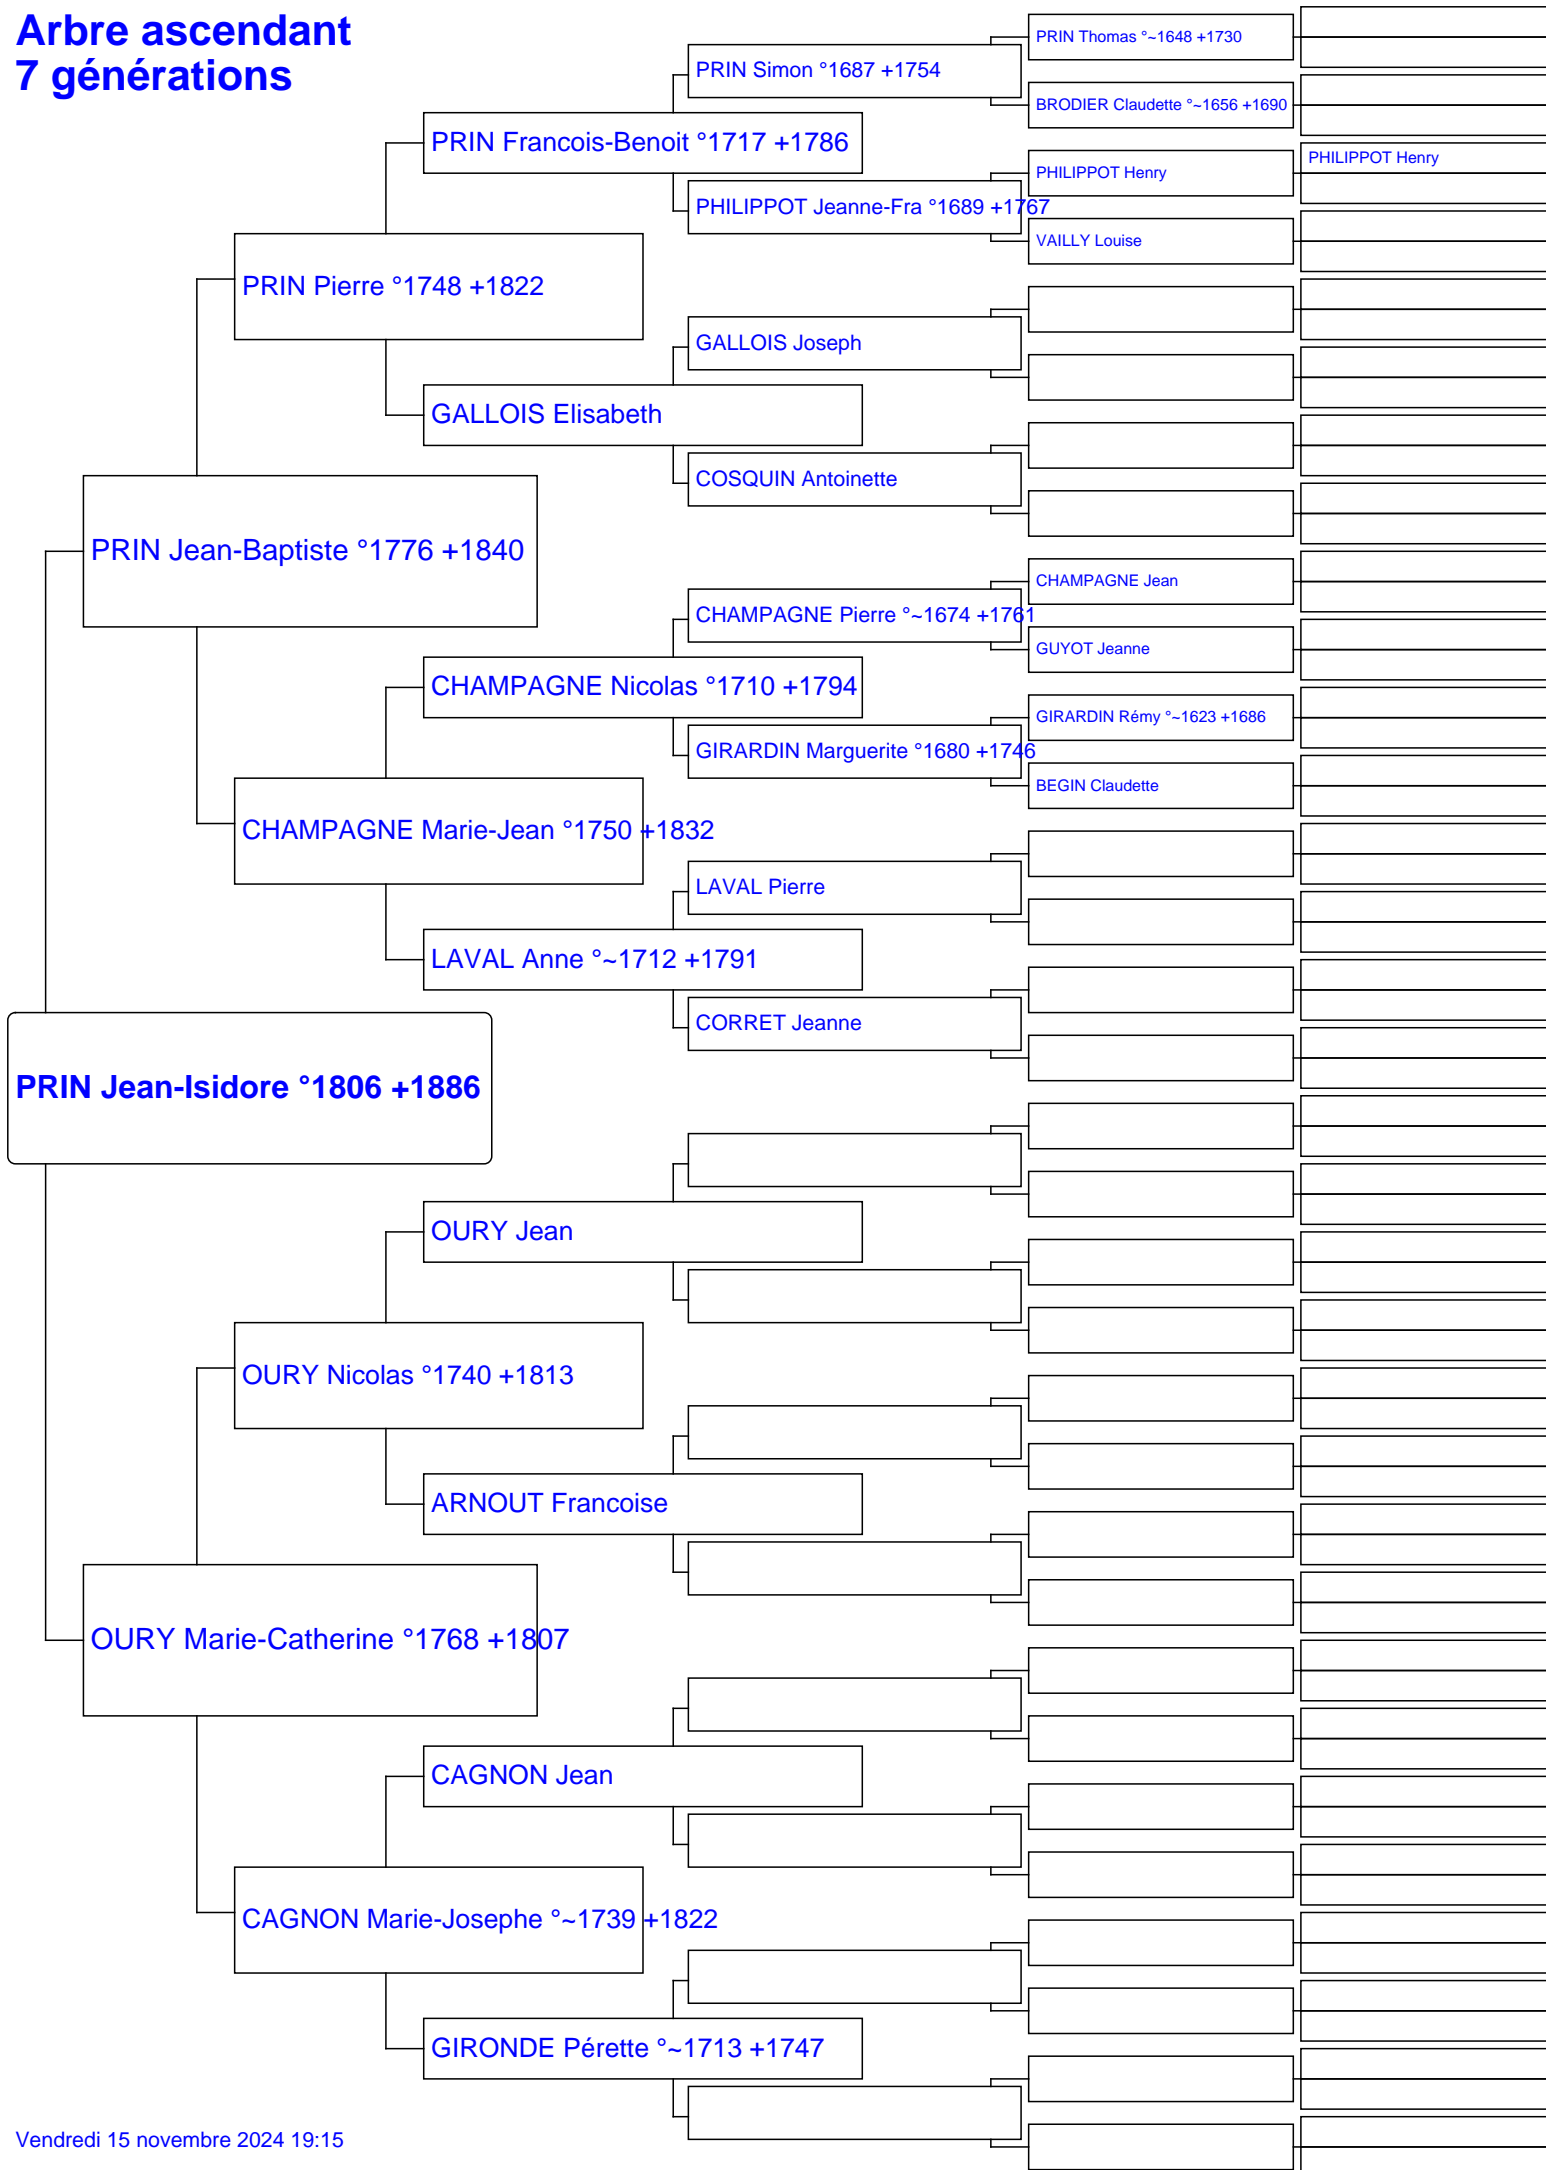 Arbre ascendant
7 générations
PRIN Thomas °~1648 +1730
PRIN Simon °1687 +1754
BRODIER Claudette °~1656 +1690
PRIN Francois-Benoit °1717 +1786
PHILIPPOT Henry
PHILIPPOT Henry
PHILIPPOT Jeanne-Fra °1689 +1767
VAILLY Louise
PRIN Pierre °1748 +1822
GALLOIS Joseph
GALLOIS Elisabeth
COSQUIN Antoinette
PRIN Jean-Baptiste °1776 +1840
CHAMPAGNE Jean
CHAMPAGNE Pierre °~1674 +1761
GUYOT Jeanne
CHAMPAGNE Nicolas °1710 +1794
GIRARDIN Rémy °~1623 +1686
GIRARDIN Marguerite °1680 +1746
BEGIN Claudette
CHAMPAGNE Marie-Jean °1750 +1832
LAVAL Pierre
LAVAL Anne °~1712 +1791
CORRET Jeanne
PRIN Jean-Isidore °1806 +1886
OURY Jean
OURY Nicolas °1740 +1813
ARNOUT Francoise
OURY Marie-Catherine °1768 +1807
CAGNON Jean
CAGNON Marie-Josephe °~1739 +1822
GIRONDE Pérette °~1713 +1747
Vendredi 15 novembre 2024 19:15